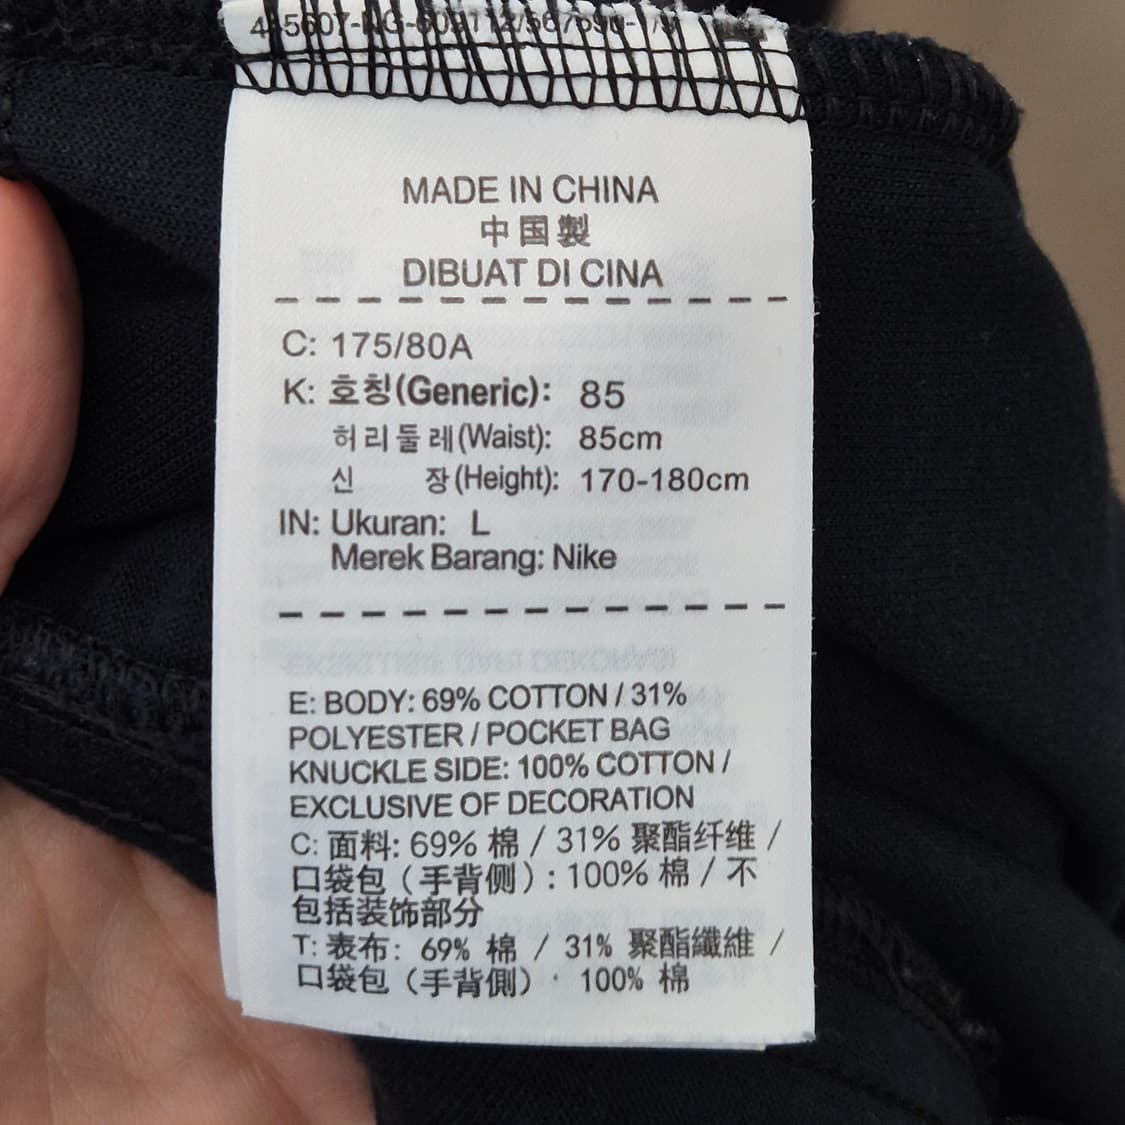 MADE IN CHINA
中国製
DIBUAT DI CINA
C: 175/80A
K: 호칭(Generic): 85
허리둘레(Waist): 85cm
신 장(Height): 170-180cm
IN: Ukuran: L
Merek Barang: Nike
E: BODY: 69% COTTON / 31%
POLYESTER / POCKET BAG
KNUCKLE SIDE: 100% COTTON /
EXCLUSIVE OF DECORATION
C: 面料: 69% 棉 / 31% 聚酯纤维 /
口袋包（手背侧）: 100% 棉 / 不
包括装饰部分
T: 表布: 69% 棉 / 31% 聚酯纖維 /
口袋包（手背側）· 100% 棉